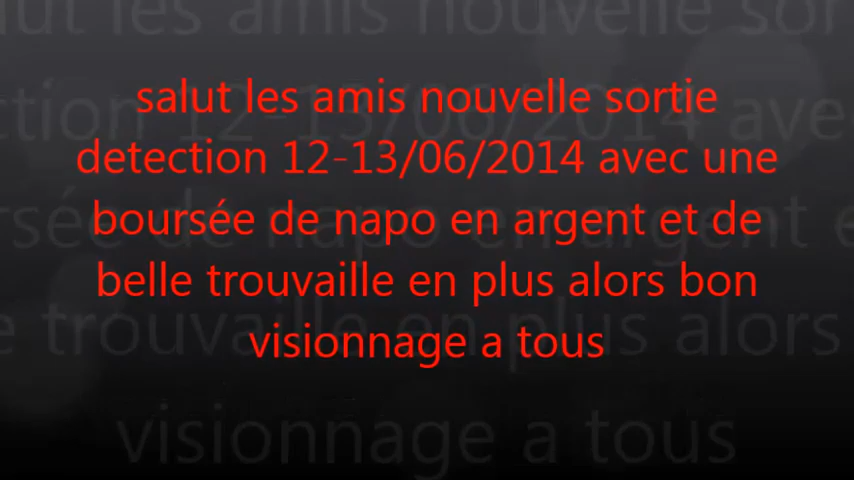 salut les amis nouvelle sortie
detection 12-13/06/2014 avec une
boursée de napo en argent et de
belle trouvaille en plus alors bon
visionnage a tous